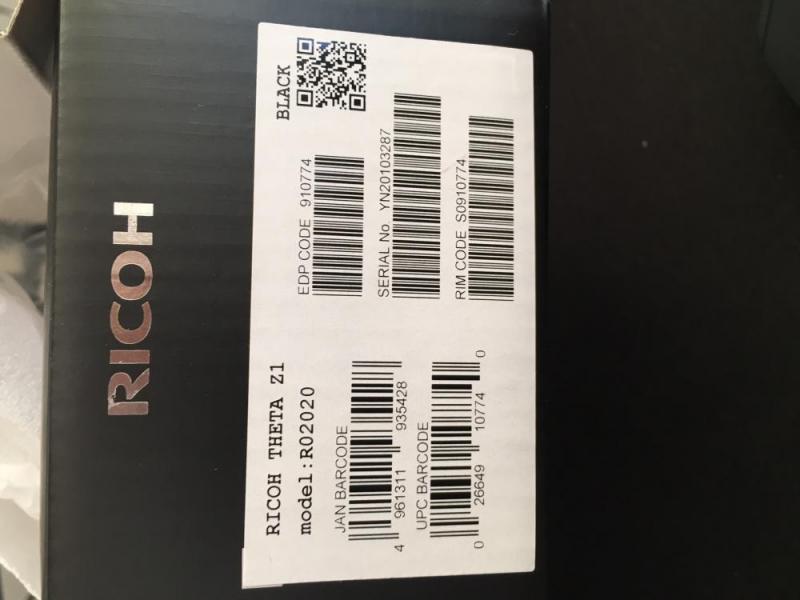 RICOH
RICOH THETA Z1
model:R02020
BLACK
JAN BARCODE
4 961311 935428
UPC BARCODE
0 26649 10774 0
EDP CODE 910774
SERIAL No. YN20103287
RIM CODE S0910774